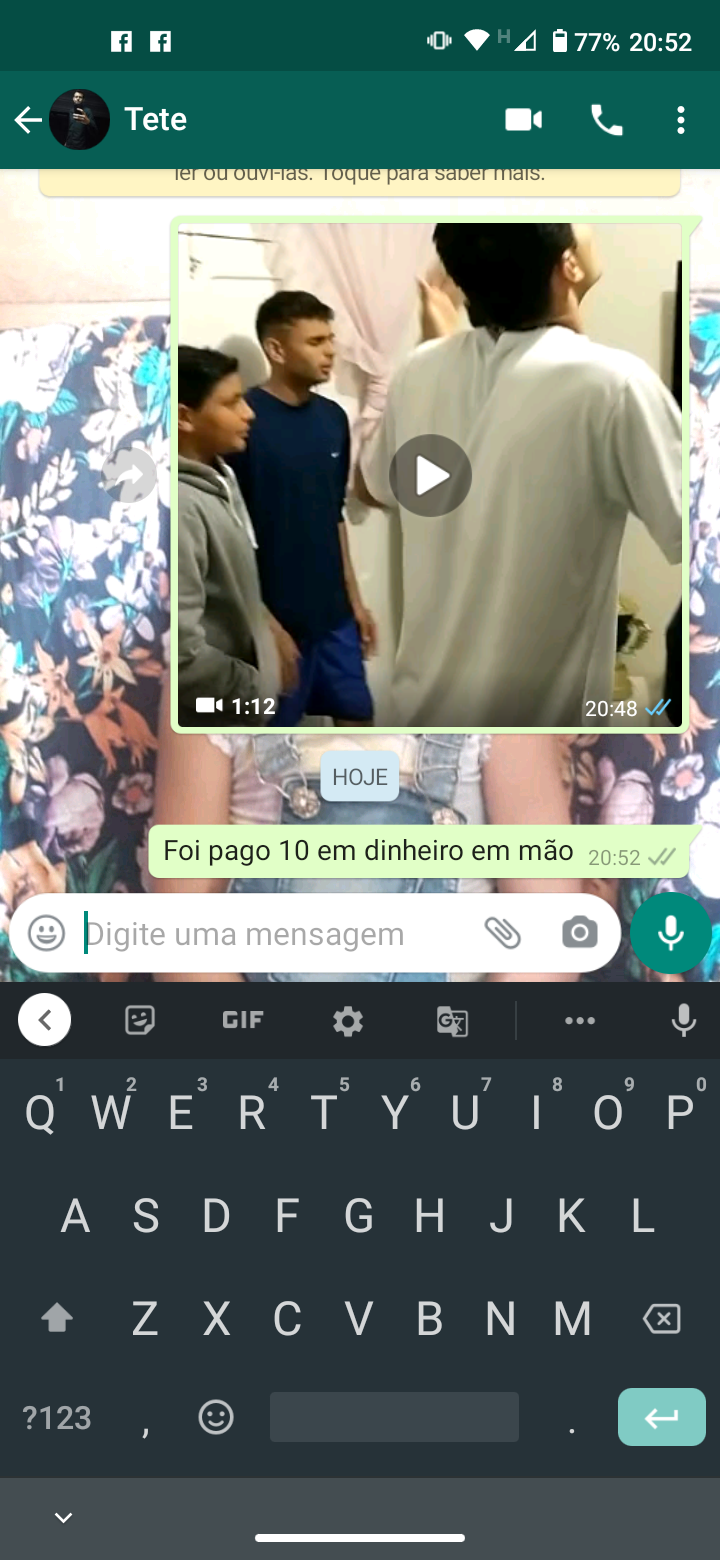 77% 20:52
Tete
ler ou ouvi-las. Toque para saber mais.
1:12
20:48
HOJE
Foi pago 10 em dinheiro em mão 20:52
Digite uma mensagem
GIF
1 2 3 4 5 6 7 8 9 0
Q W E R T Y U I O P
A S D F G H J K L
Z X C V B N M
?123 , .